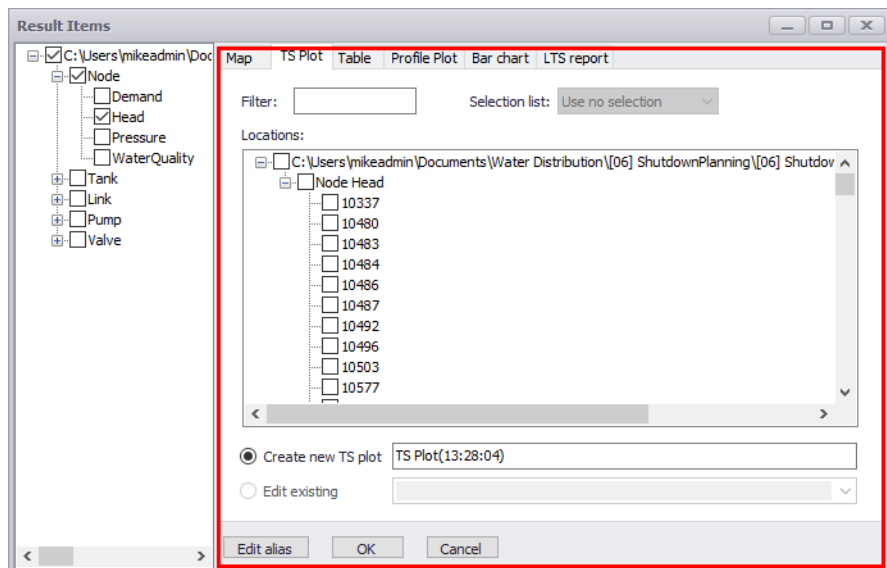 Result Items
C:\Users\mikeadmin\Doc
Node
Demand
Head
Pressure
WaterQuality
Tank
Link
Pump
Valve
Map TS Plot Table Profile Plot Bar chart LTS report
Filter: Selection list: Use no selection
Locations:
C:\Users\mikeadmin\Documents\Water Distribution\[06] ShutdownPlanning\[06] Shutdow
Node Head
10337
10480
10483
10484
10486
10487
10492
10496
10503
10577
Create new TS plot TS Plot(13:28:04)
Edit existing
Edit alias OK Cancel